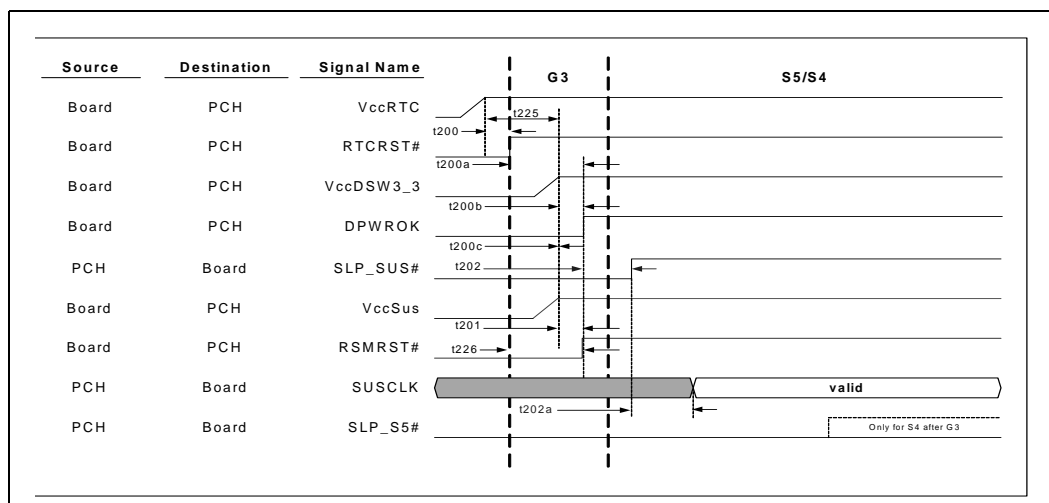 Source Destination Signal Name G3 S5/S4
Board PCH VccRTC
t225
t200
Board PCH RTCRST#
t200a
Board PCH VccDSW3_3
t200b
Board PCH DPWROK
t200c
PCH Board SLP_SUS# t202
Board PCH VccSus
t201
Board PCH RSMRST# t226
PCH Board SUSCLK valid
t202a
PCH Board SLP_S5# Only for S4 after G3